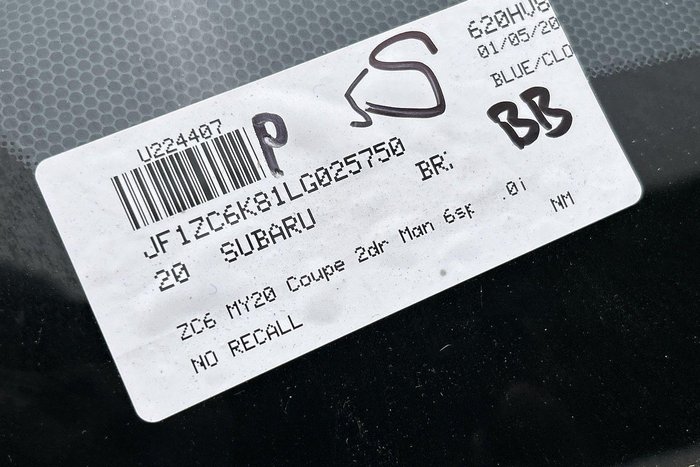 U224407
620HV6
01/05/20
BLUE/CLO
P
S
BB
JF1ZC6K81LG025750
20 SUBARU BR
ZC6 MY20 Coupe 2dr Man 6sp .0i
NM
NO RECALL